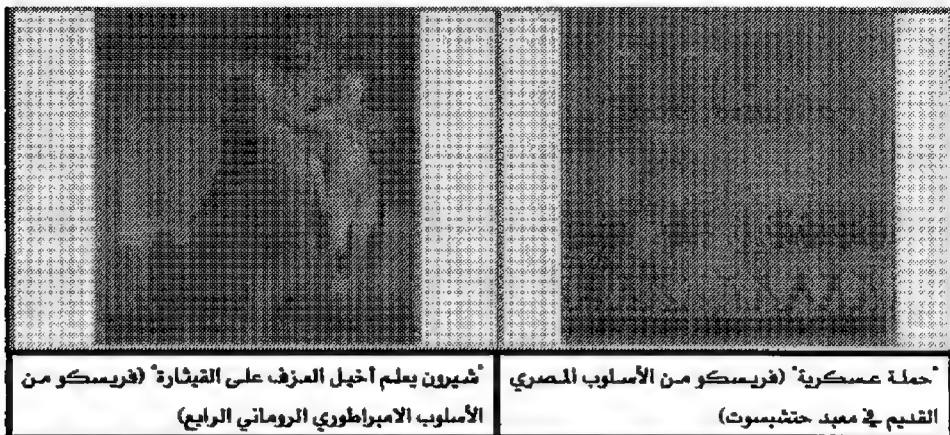 "حملة عسكرية" (فريسكو من الأسلوب المصري
القديم في معبد حتشبسوت)
"شيرون يعلم أخيل العزف على القيثارة" (فريسكو من
الأسلوب الامبراطوري الروماني الرابع)